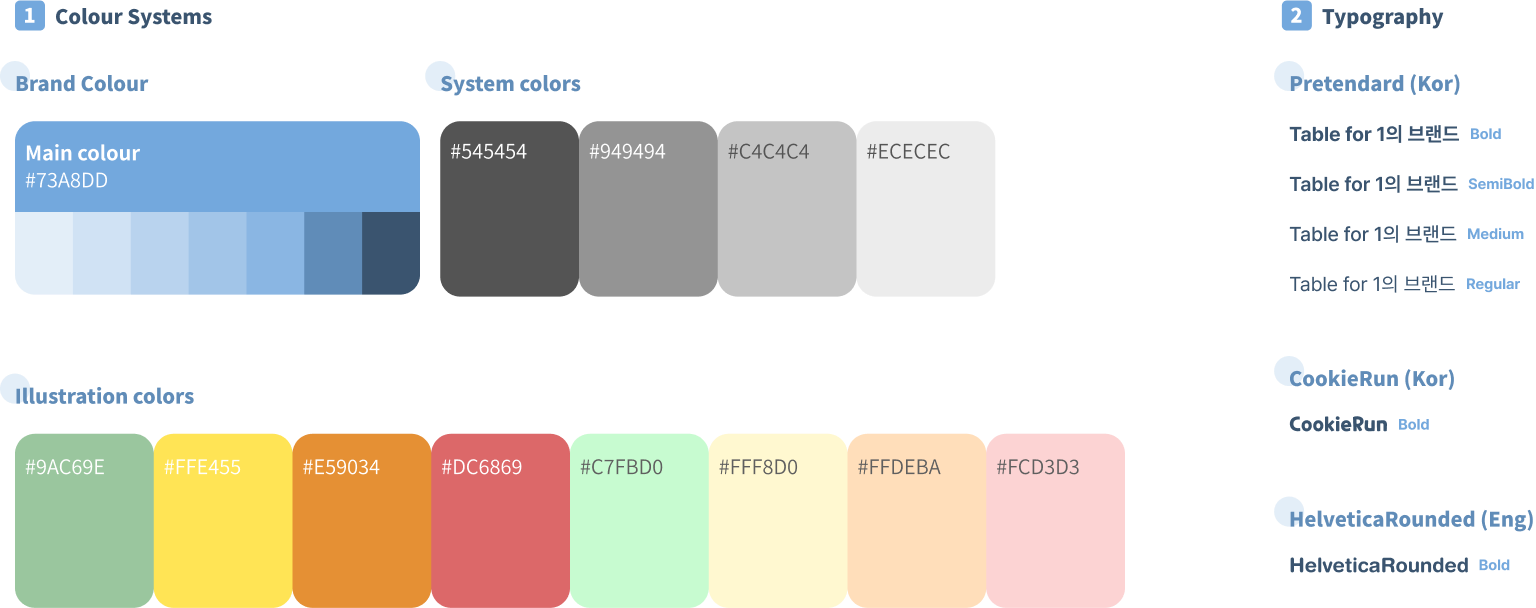 1 Colour Systems
Brand Colour
Main colour
#73A8DD
System colors
#545454
#949494
#C4C4C4
#ECECEC
Illustration colors
#9AC69E
#FFE455
#E59034
#DC6869
#C7FBD0
#FFF8D0
#FFDEBA
#FCD3D3
2 Typography
Pretendard (Kor)
Table for 1의 브랜드 Bold
Table for 1의 브랜드 SemiBold
Table for 1의 브랜드 Medium
Table for 1의 브랜드 Regular
CookieRun (Kor)
CookieRun Bold
HelveticaRounded (Eng)
HelveticaRounded Bold